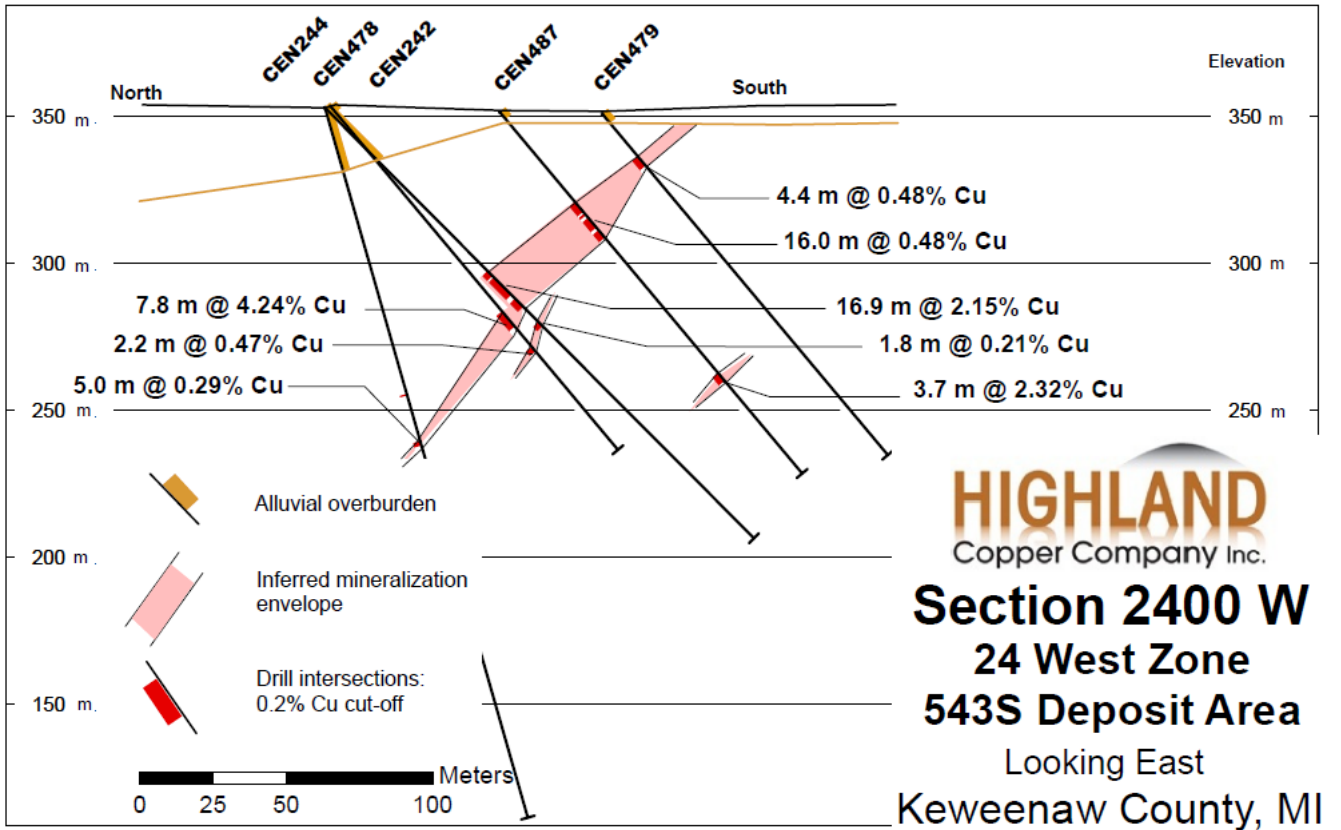 CEN244
CEN478
CEN242
CEN487
CEN479
Elevation
North
South
350 m.
350 m
4.4 m @ 0.48% Cu
16.0 m @ 0.48% Cu
300 m.
300 m
7.8 m @ 4.24% Cu
16.9 m @ 2.15% Cu
2.2 m @ 0.47% Cu
1.8 m @ 0.21% Cu
5.0 m @ 0.29% Cu
3.7 m @ 2.32% Cu
250 m.
250 m
Alluvial overburden
200 m.
Inferred mineralization
envelope
Drill intersections:
0.2% Cu cut-off
150 m.
Meters
0 25 50 100
HIGHLAND
Copper Company Inc.
Section 2400 W
24 West Zone
543S Deposit Area
Looking East
Keweenaw County, MI